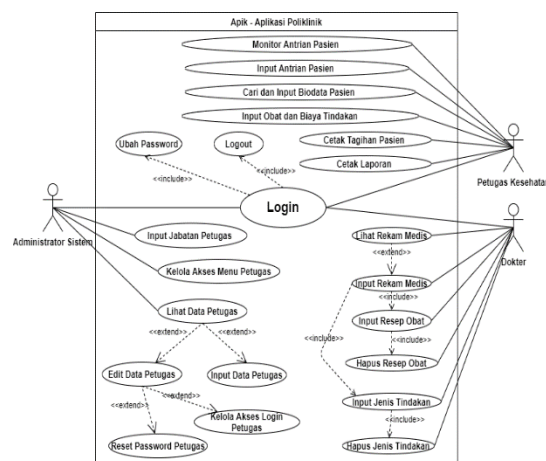 Apik - Aplikasi Poliklinik
Monitor Antrian Pasien
Input Antrian Pasien
Cari dan Input Biodata Pasien
Input Obat dan Biaya Tindakan
Ubah Password
Logout
Cetak Tagihan Pasien
Cetak Laporan
Petugas Kesehatan
<<include>>
<<include>>
Login
Administrator Sistem
Input Jabatan Petugas
Lihat Rekam Medis
Dokter
<<extend>>
Kelola Akses Menu Petugas
Input Rekam Medis
<<include>>
Lihat Data Petugas
Input Resep Obat
<<extend>>
<<extend>>
<<include>>
<<include>>
Hapus Resep Obat
Edit Data Petugas
Input Data Petugas
<<extend>>
<<extend>>
Input Jenis Tindakan
Kelola Akses Login
Petugas
<<include>>
Reset Password Petugas
Hapus Jenis Tindakan